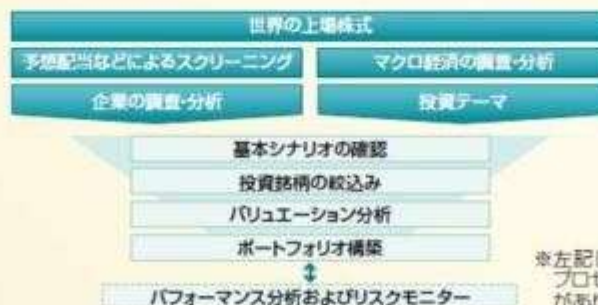 世界の上場株式
予想配当などによるスクリーニング
マクロ経済の調査・分析
企業の調査・分析
投資テーマ
基本シナリオの確認
投資銘柄の絞込み
バリュエーション分析
ポートフォリオ構築
パフォーマンス分析およびリスクモニター
※左記
プロセ
があり